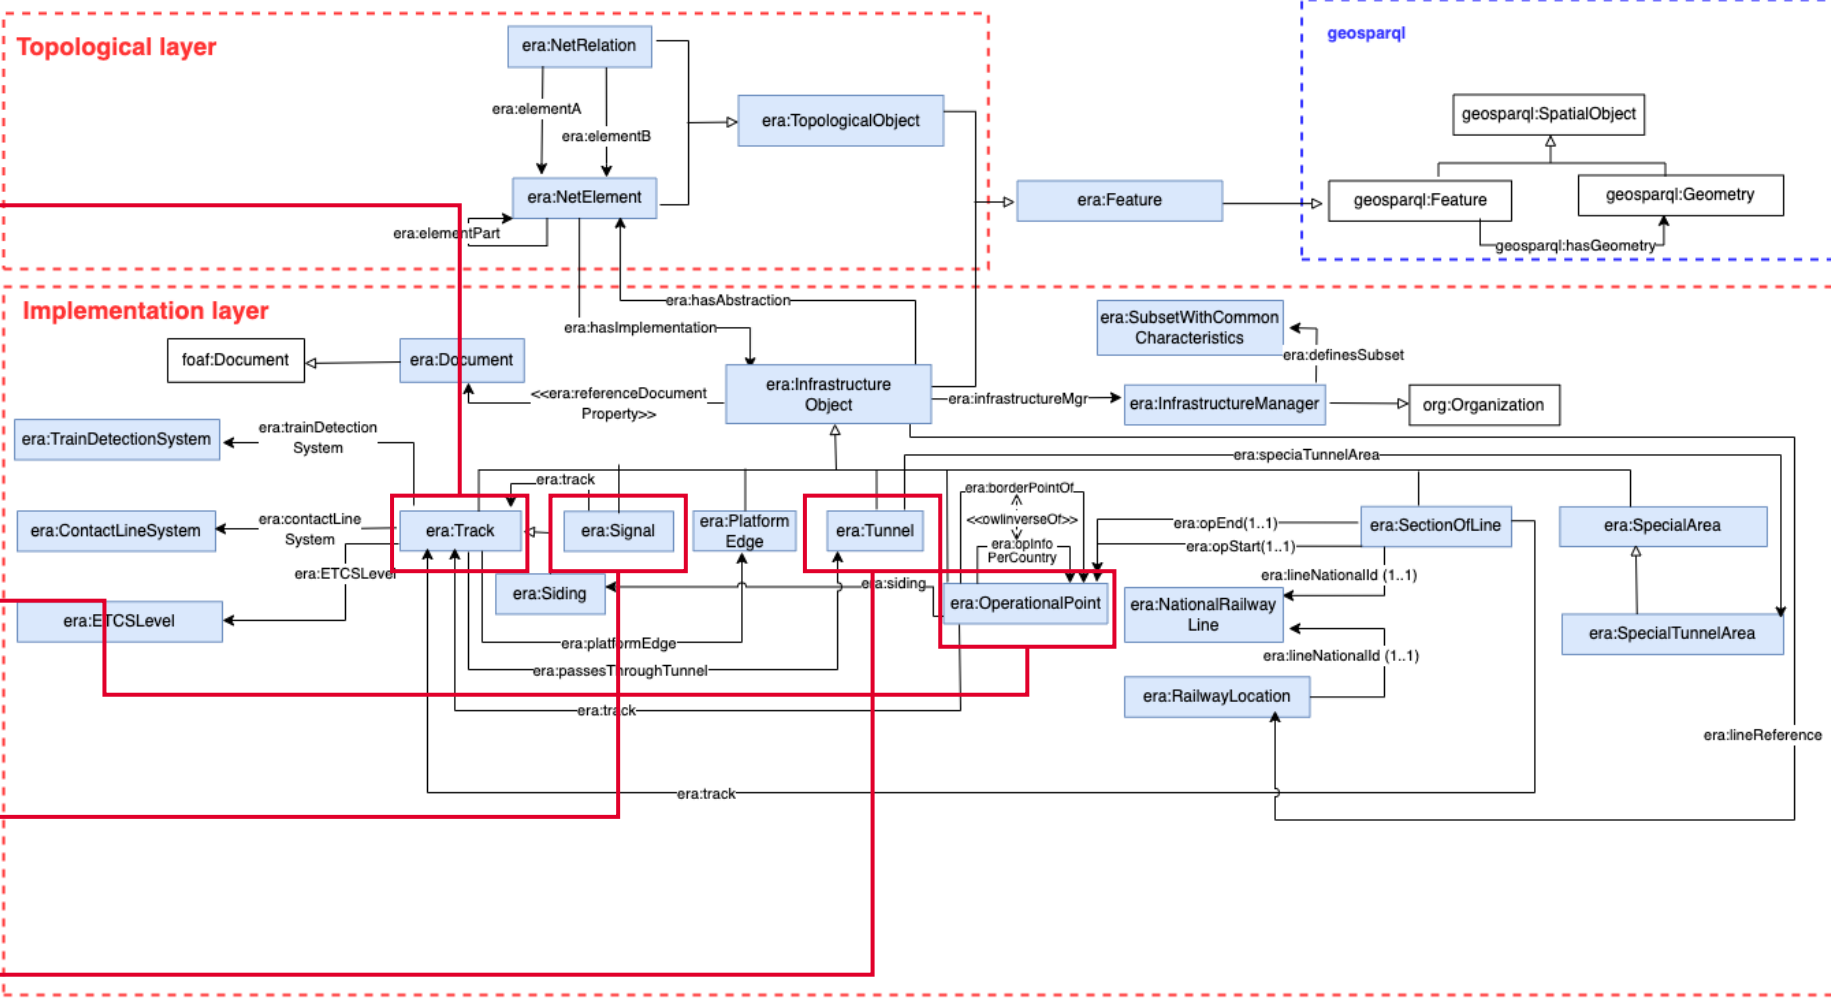 Topological layer
era:NetRelation
era:elementA
era:elementB
era:TopologicalObject
era:NetElement
era:elementPart
era:Feature
geosparql
geosparql:SpatialObject
geosparql:Feature
geosparql:Geometry
geosparql:hasGeometry
Implementation layer
era:hasAbstraction
era:hasImplementation
foaf:Document
era:Document
<<era:referenceDocument
Property>>
era:Infrastructure
Object
era:infrastructureMgr
era:SubsetWithCommon
Characteristics
era:definesSubset
era:InfrastructureManager
org:Organization
era:TrainDetectionSystem
era:trainDetection
System
era:speciaTunnelArea
era:track
era:ContactLineSystem
era:contactLine
System
era:Track
era:Signal
era:Platform
Edge
era:Tunnel
era:borderPointOf
<<owlinverseOf>>
era:opInfo
PerCountry
era:opEnd(1..1)
era:opStart(1..1)
era:SectionOfLine
era:SpecialArea
era:ETCSLevel
era:ETCSLevel
era:Siding
era:siding
era:OperationalPoint
era:lineNationalId (1..1)
era:NationalRailway
Line
era:SpecialTunnelArea
era:platformEdge
era:passesThroughTunnel
era:lineNationalId (1..1)
era:RailwayLocation
era:track
era:lineReference
era:track